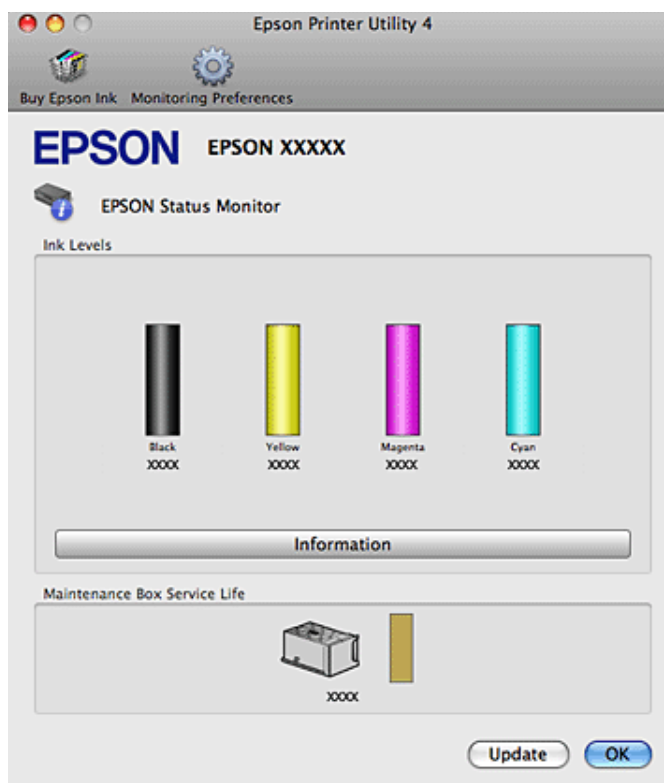 Epson Printer Utility 4
Buy Epson Ink Monitoring Preferences
EPSON EPSON XXXXX
EPSON Status Monitor
Ink Levels
Black Yellow Magenta Cyan
XXXX XXXX XXXX XXXX
Information
Maintenance Box Service Life
XXXX
Update OK